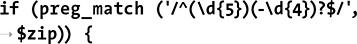 if (preg_match ('/^(\d{5})(-\d{4})?$/',
→ $zip)) {